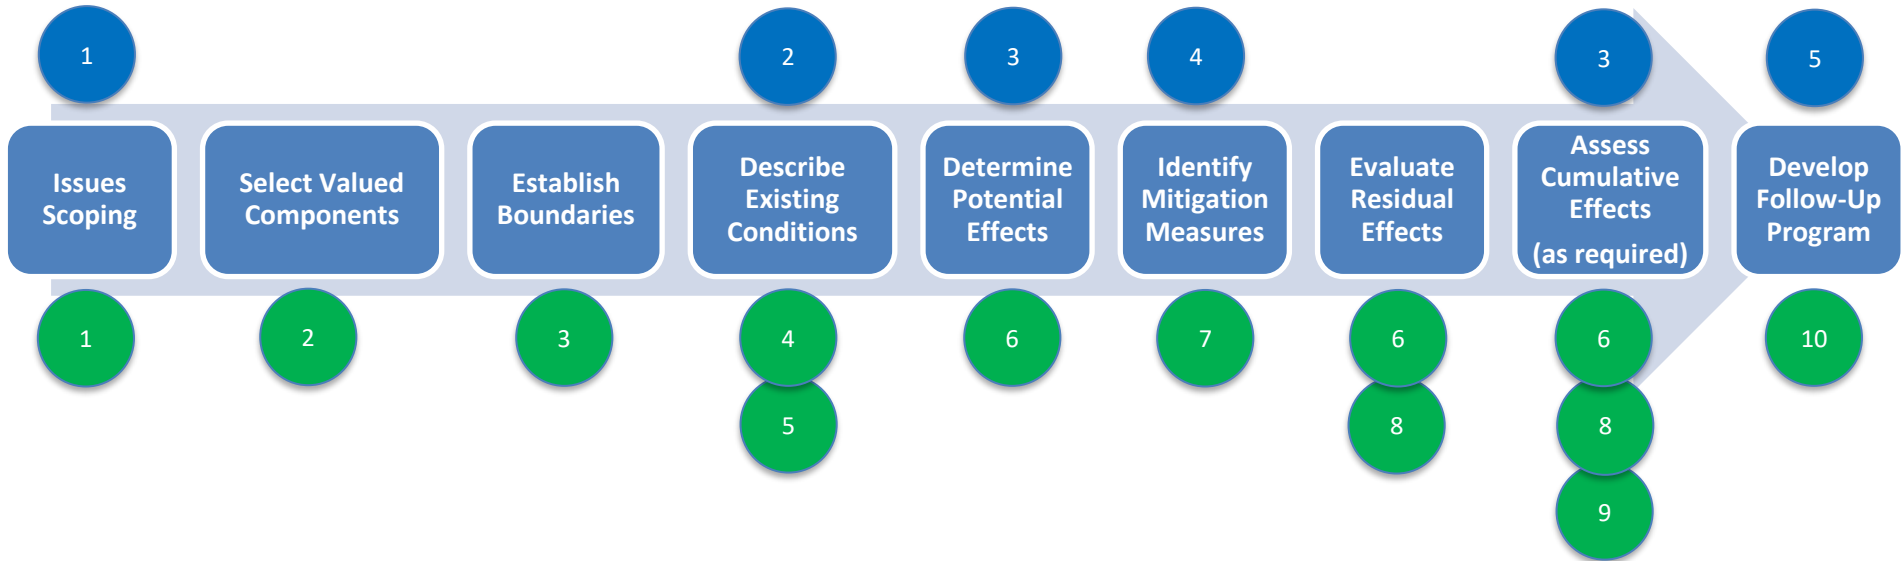 1
2
3
4
3
5
Issues
Scoping
Select Valued
Components
Establish
Boundaries
Describe
Existing
Conditions
Determine
Potential
Effects
Identify
Mitigation
Measures
Evaluate
Residual
Effects
Assess
Cumulative
Effects
(as required)
Develop
Follow-Up
Program
1
2
3
4
6
7
6
6
10
5
8
8
9